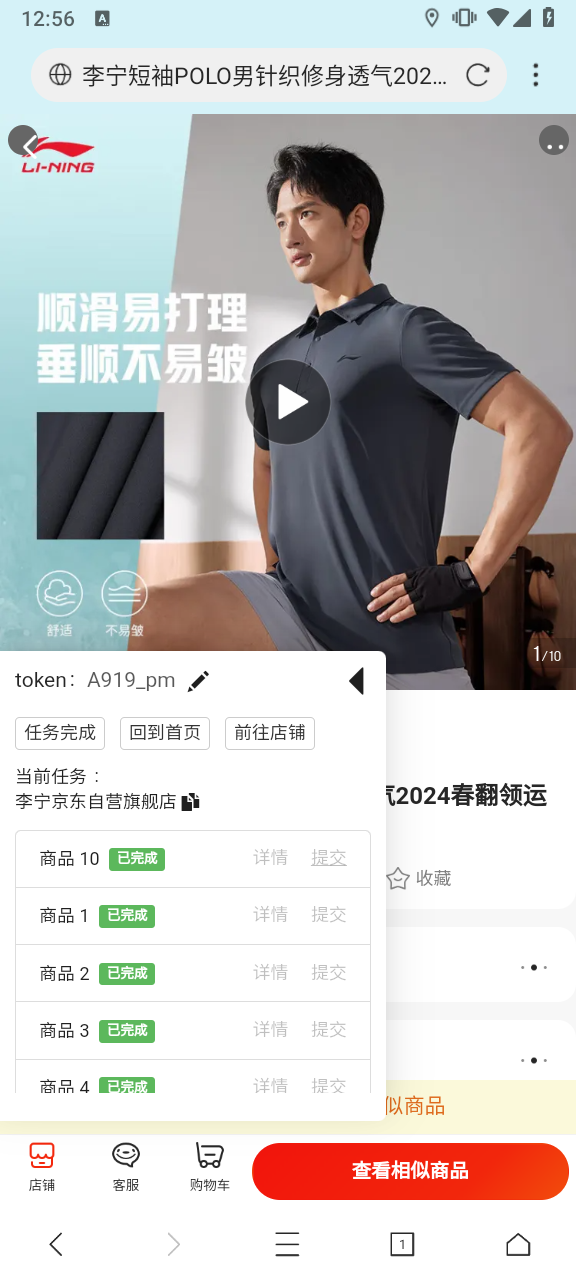 12:56
A
李宁短袖POLO男针织修身透气202...
LI-NING
顺滑易打理
垂顺不易皱
舒适
不易皱
1/10
token: A919_pm
任务完成
回到首页
前往店铺
当前任务：
李宁京东自营旗舰店
气2024春翻领运
商品 10 已完成 详情 提交
收藏
商品 1 已完成 详情 提交
商品 2 已完成 详情 提交
商品 3 已完成 详情 提交
商品 4 已完成 详情 提交
似商品
店铺
客服
购物车
查看相似商品
1